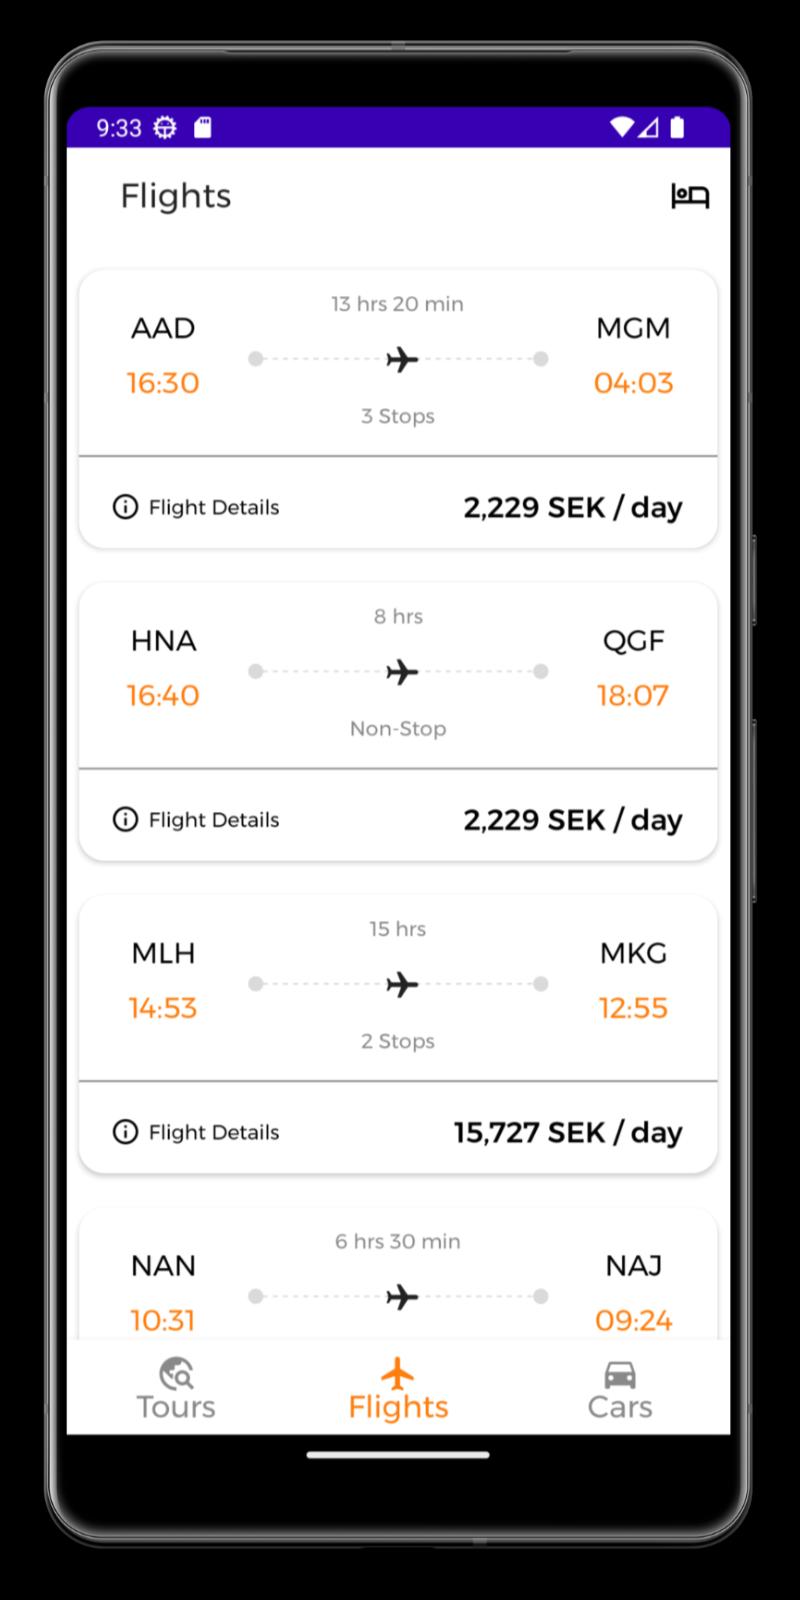 9:33
Flights
13 hrs 20 min
AAD MGM
16:30 04:03
3 Stops
Flight Details 2,229 SEK / day
8 hrs
HNA QGF
16:40 18:07
Non-Stop
Flight Details 2,229 SEK / day
15 hrs
MLH MKG
14:53 12:55
2 Stops
Flight Details 15,727 SEK / day
6 hrs 30 min
NAN NAJ
10:31 09:24
Tours Flights Cars